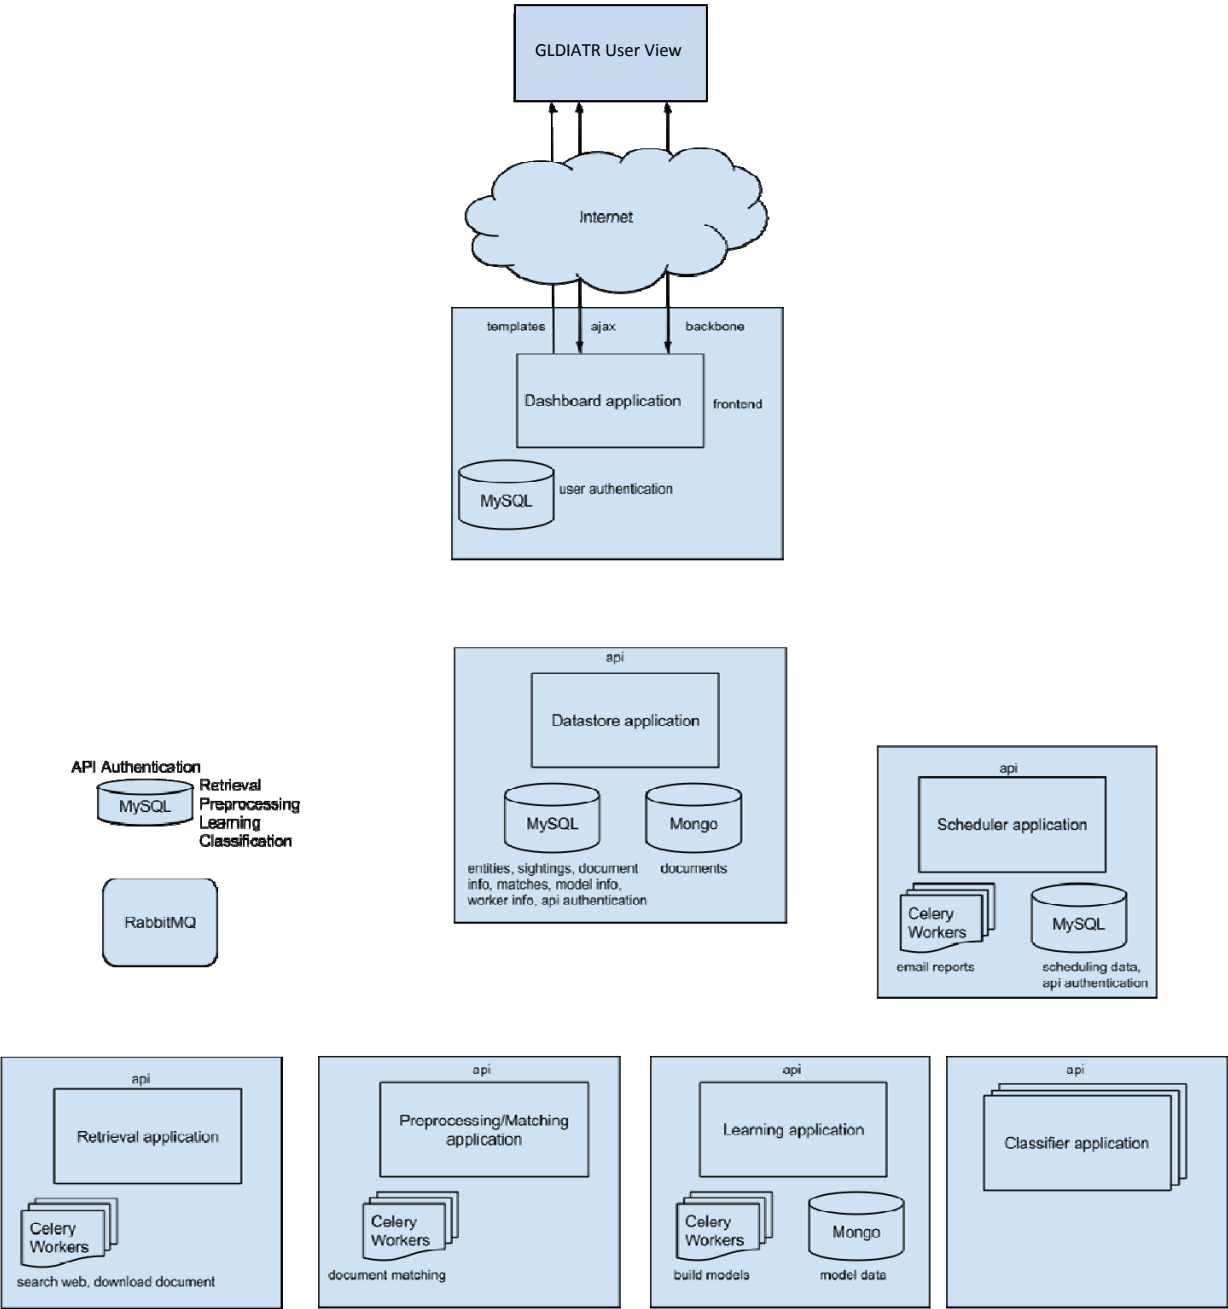 GLDIATR User View
Internet
templates
ajax
backbone
Dashboard application
frontend
MySQL
user authentication
api
Datastore application
MySQL
Mongo
entities, sightings, document
info, matches, model info,
worker info, api authentication
documents
API Authentication
MySQL
Retrieval
Preprocessing
Learning
Classification
RabbitMQ
api
Scheduler application
Celery
Workers
MySQL
email reports
scheduling data,
api authentication
api
Retrieval application
Celery
Workers
search web, download document
api
Preprocessing/Matching
application
Celery
Workers
document matching
api
Learning application
Celery
Workers
Mongo
build models
model data
api
Classifier application